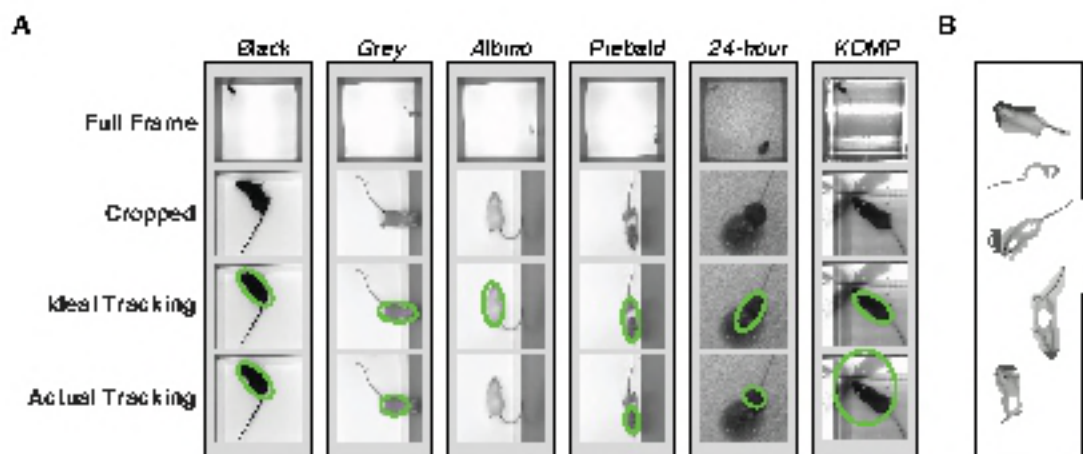 A
B
Black Grey Albino Piebald 24-hour KOMP
Full Frame
Cropped
Ideal Tracking
Actual Tracking